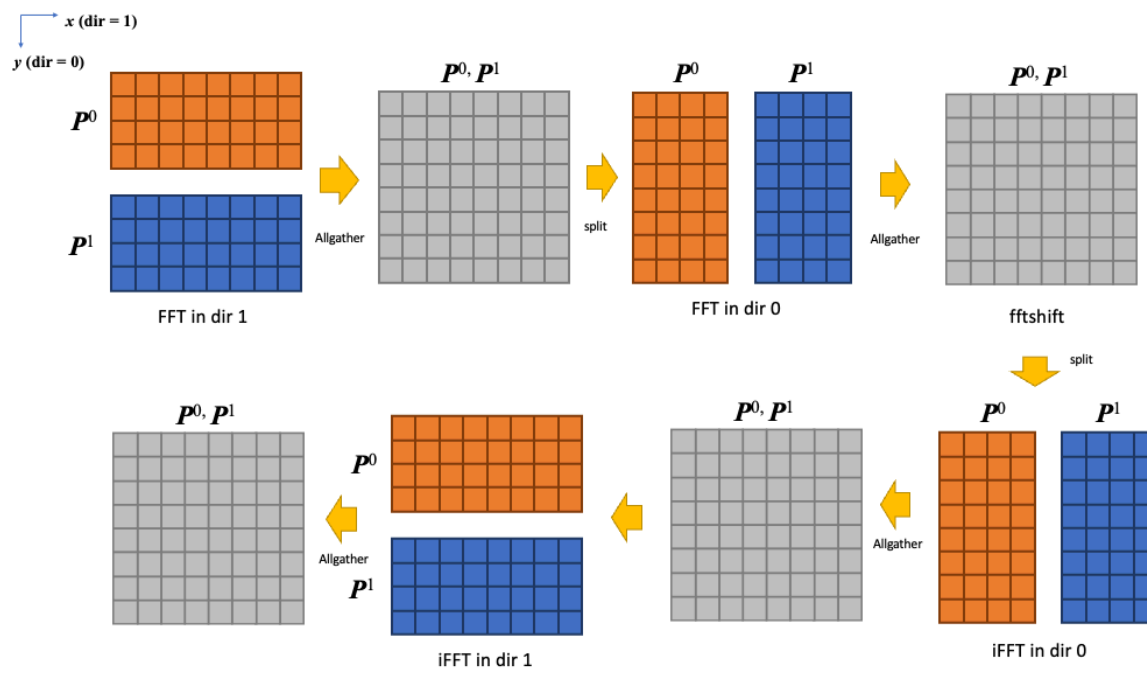 x (dir = 1)
y (dir = 0)
P⁰
P¹
FFT in dir 1
Allgather
P⁰, P¹
split
P⁰
P¹
FFT in dir 0
Allgather
P⁰, P¹
fftshift
split
P⁰
P¹
iFFT in dir 0
Allgather
P⁰, P¹
P⁰
P¹
iFFT in dir 1
Allgather
P⁰, P¹